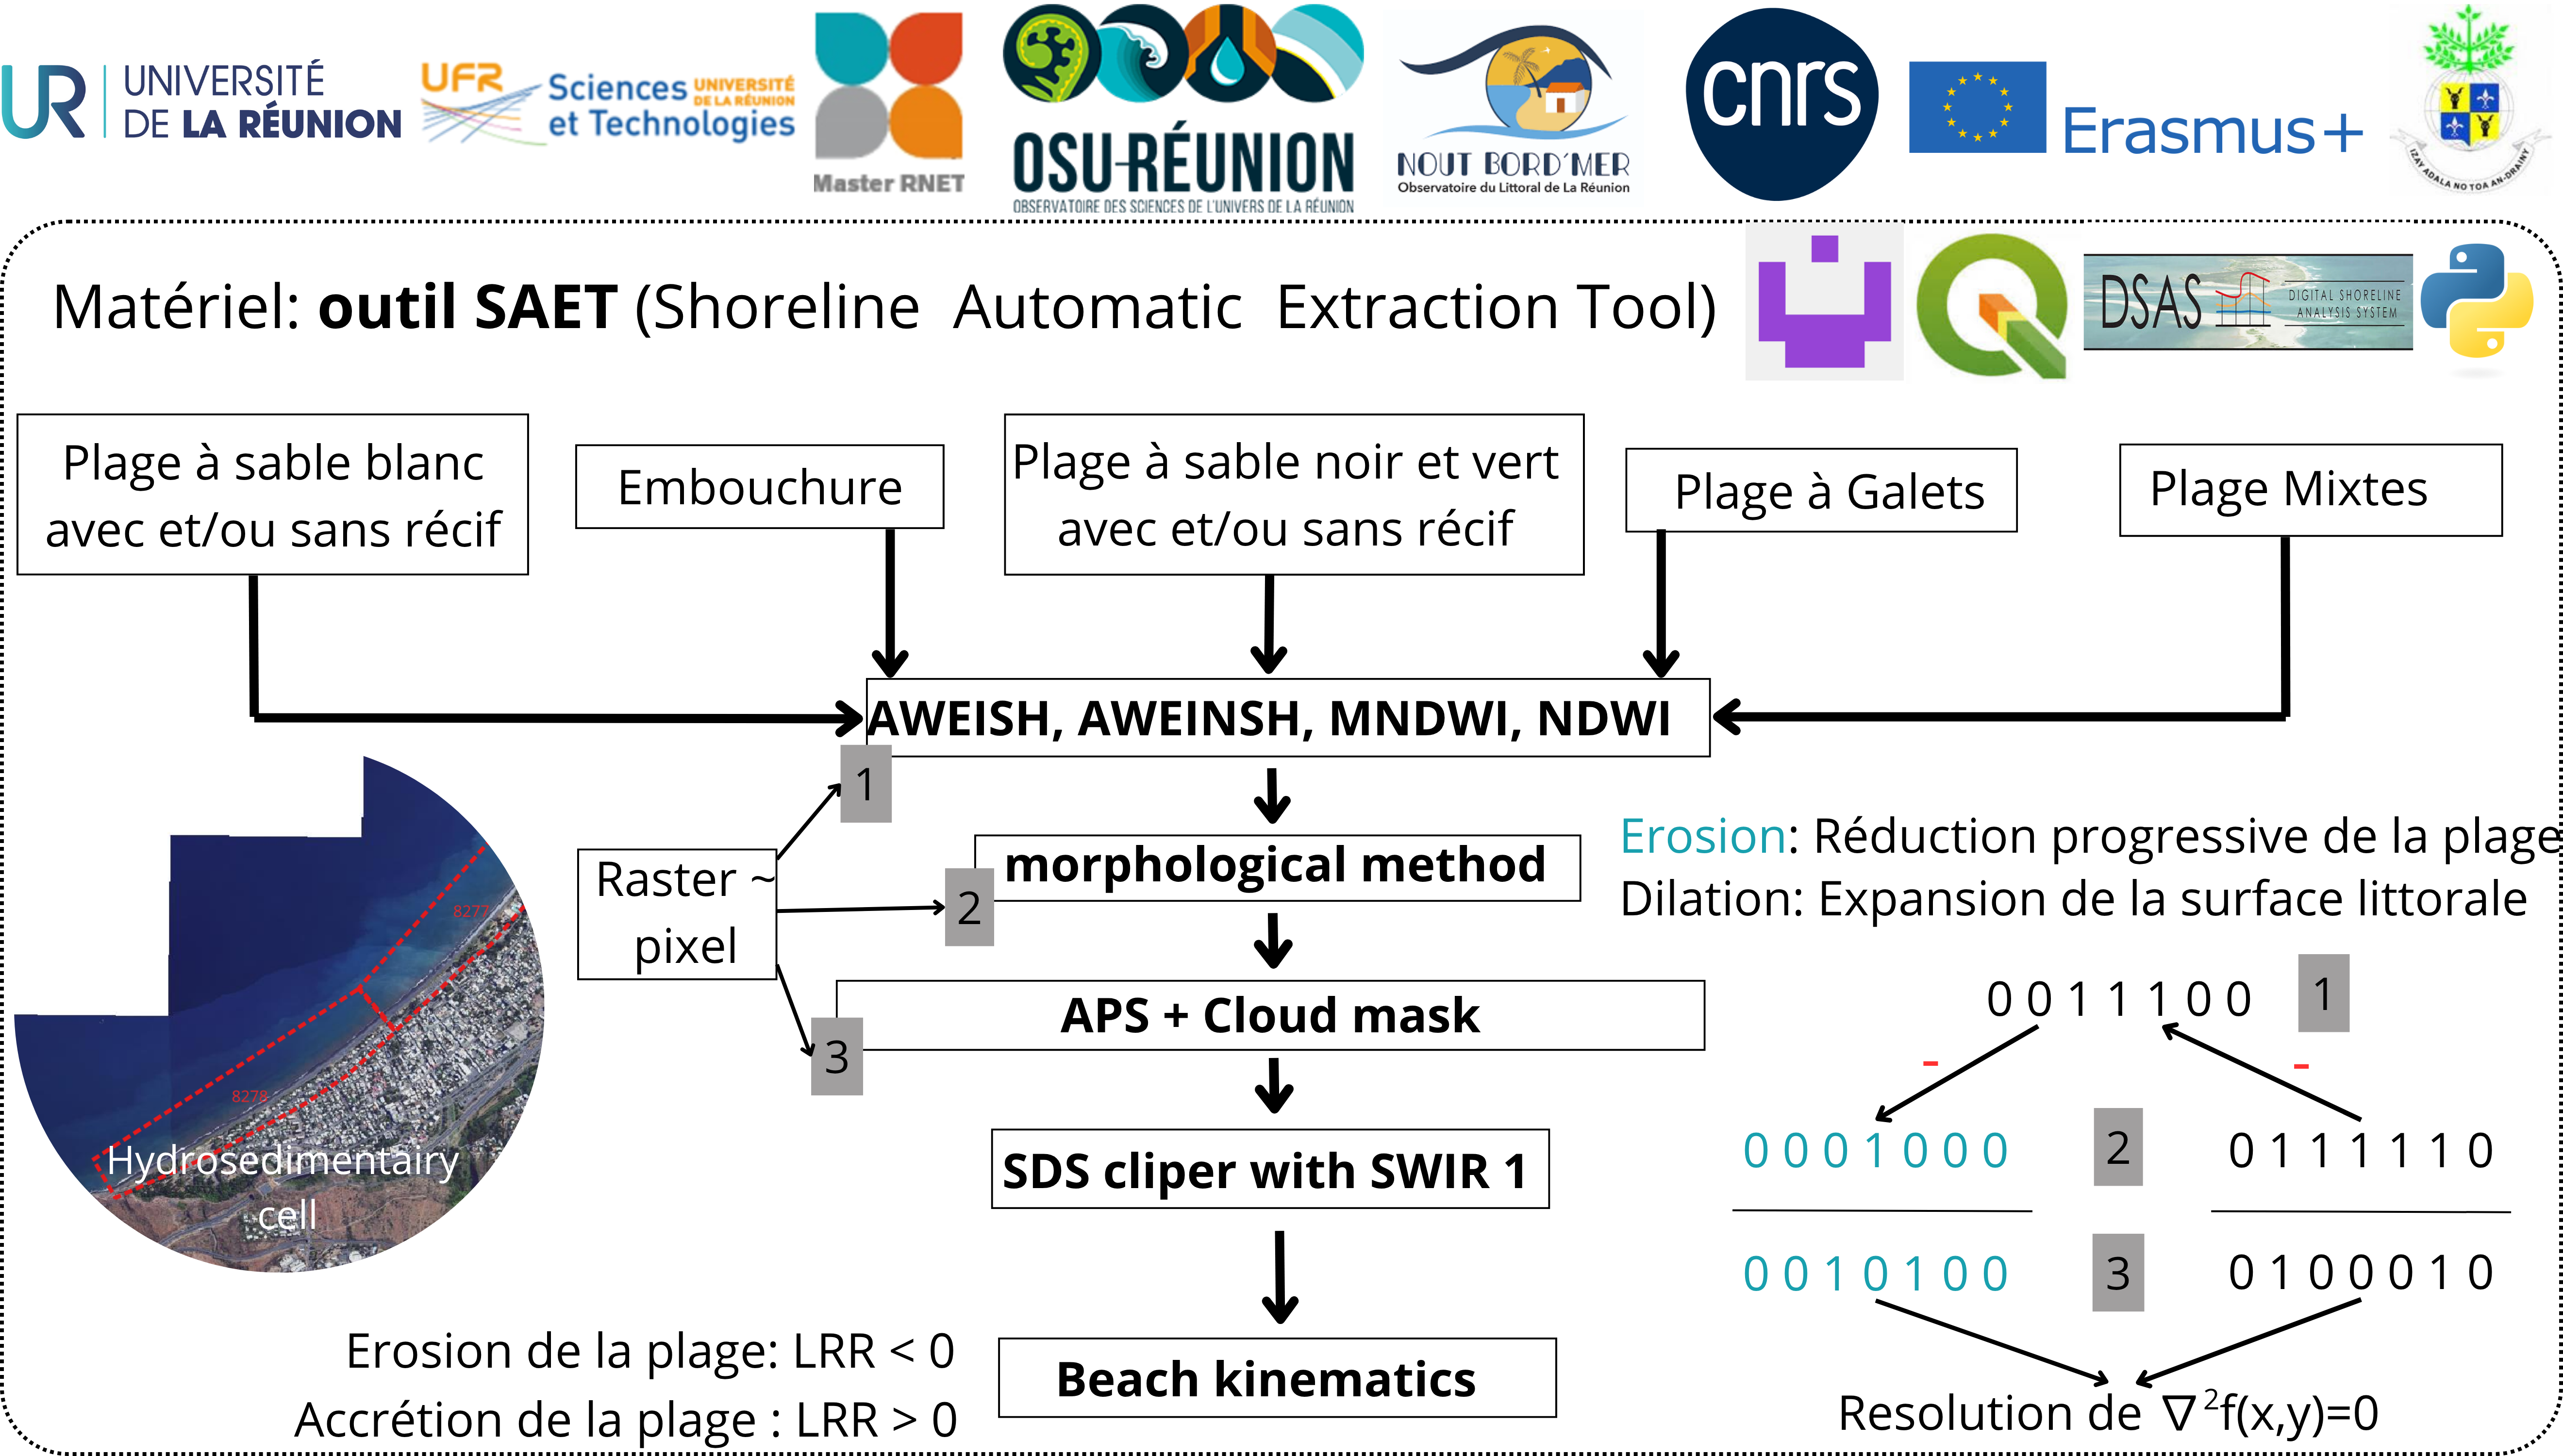 UR UNIVERSITÉ
DE LA RÉUNION
UFR Sciences UNIVERSITÉ
DE LA RÉUNION
et Technologies
Master RNET
OSU-RÉUNION
OBSERVATOIRE DES SCIENCES DE L'UNIVERS DE LA RÉUNION
NOUT BORD'MER
Observatoire du Littoral de La Réunion
cnrs
Erasmus+
IZAY ADALA NO TOA AN-DRAINY
Matériel: outil SAET (Shoreline Automatic Extraction Tool)
DSAS DIGITAL SHORELINE
ANALYSIS SYSTEM
Plage à sable blanc
avec et/ou sans récif
Embouchure
Plage à sable noir et vert
avec et/ou sans récif
Plage à Galets
Plage Mixtes
AWEISH, AWEINSH, MNDWI, NDWI
1
Raster ~
pixel
morphological method
2
APS + Cloud mask
3
SDS cliper with SWIR 1
Beach kinematics
8277
8278
Hydrosedimentairy
cell
Erosion de la plage: LRR < 0
Accrétion de la plage : LRR > 0
Erosion: Réduction progressive de la plage
Dilation: Expansion de la surface littorale
0 0 1 1 1 0 0 1
- -
0 0 0 1 0 0 0 2 0 1 1 1 1 1 0
0 0 1 0 1 0 0 3 0 1 0 0 0 1 0
Resolution de ∇²f(x,y)=0